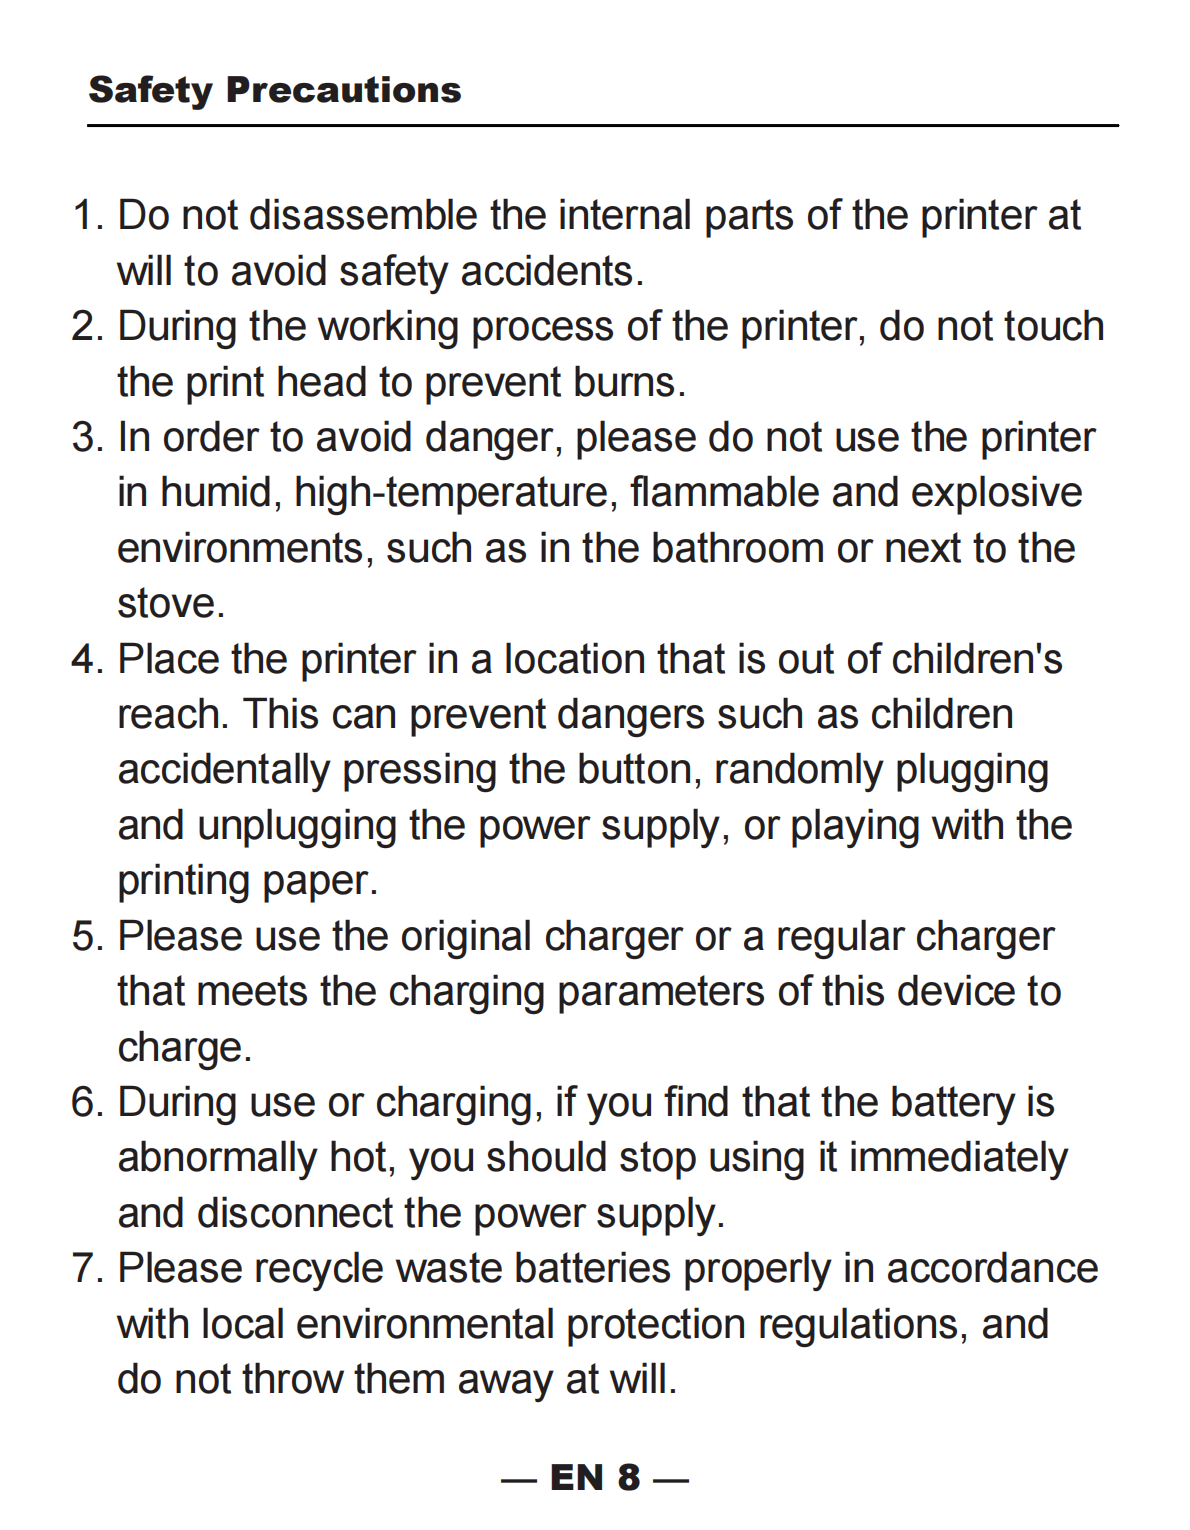 Safety Precautions
1. Do not disassemble the internal parts of the printer at
will to avoid safety accidents.
2. During the working process of the printer, do not touch
the print head to prevent burns.
3. In order to avoid danger, please do not use the printer
in humid, high-temperature, flammable and explosive
environments, such as in the bathroom or next to the
stove.
4. Place the printer in a location that is out of children's
reach. This can prevent dangers such as children
accidentally pressing the button, randomly plugging
and unplugging the power supply, or playing with the
printing paper.
5. Please use the original charger or a regular charger
that meets the charging parameters of this device to
charge.
6. During use or charging, if you find that the battery is
abnormally hot, you should stop using it immediately
and disconnect the power supply.
7. Please recycle waste batteries properly in accordance
with local environmental protection regulations, and
do not throw them away at will.
— EN 8 —